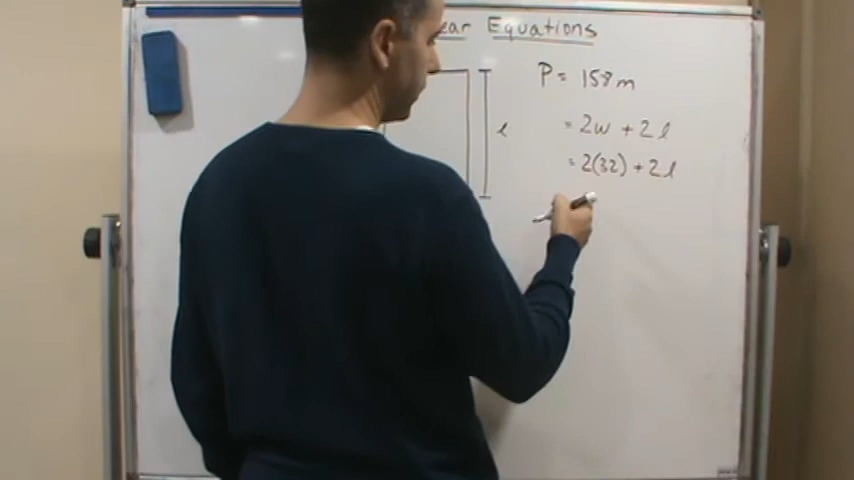 ear Equations
P = 158m
l
= 2w + 2l
= 2(32) + 2l